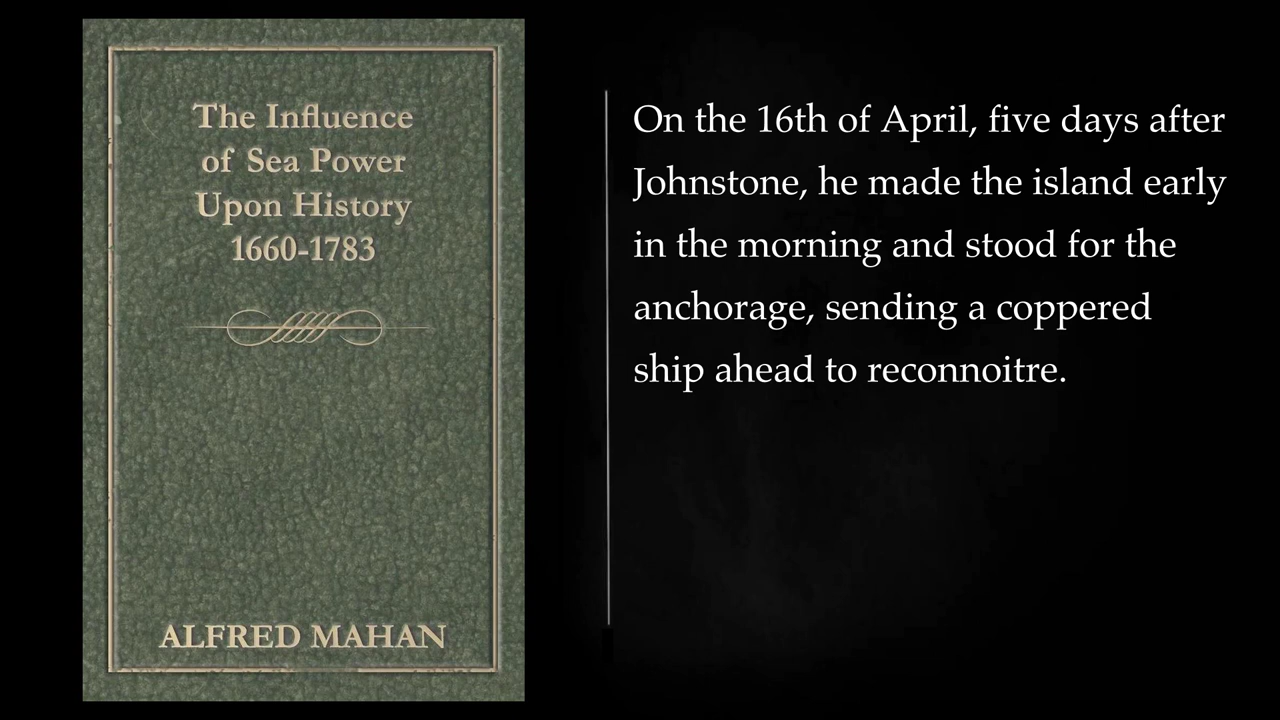 The Influence
of Sea Power
Upon History
1660-1783
ALFRED MAHAN
On the 16th of April, five days after
Johnstone, he made the island early
in the morning and stood for the
anchorage, sending a coppered
ship ahead to reconnoitre.